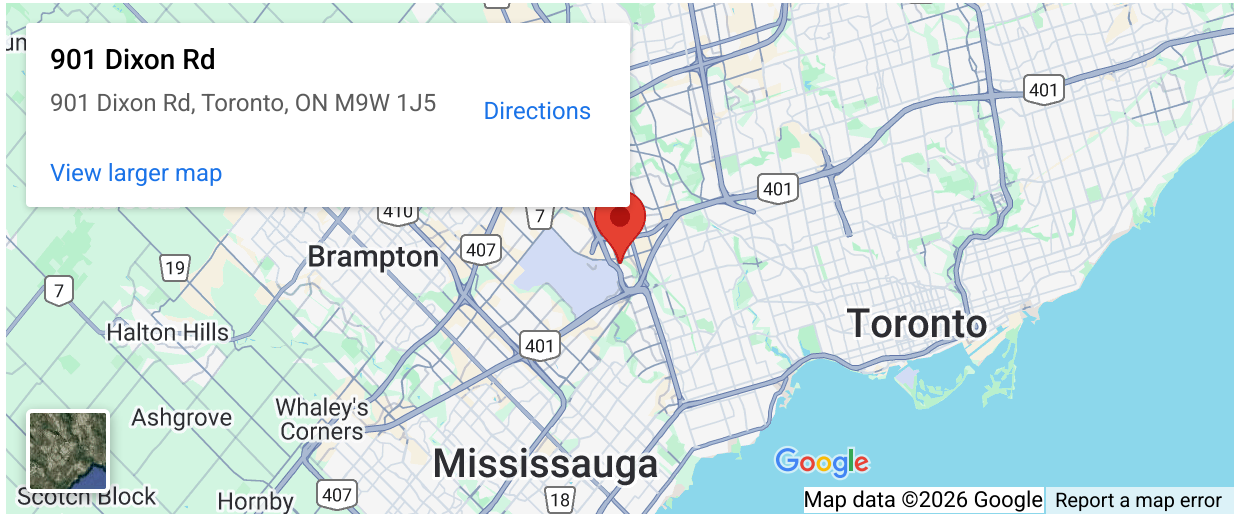 901 Dixon Rd
901 Dixon Rd, Toronto, ON M9W 1J5
Directions
View larger map
401
401
410
7
407
Brampton
19
7
Halton Hills
Toronto
401
Ashgrove
Whaley's
Corners
Mississauga
Google
Scotch Block
Hornby
407
18
Map data ©2026 Google
Report a map error